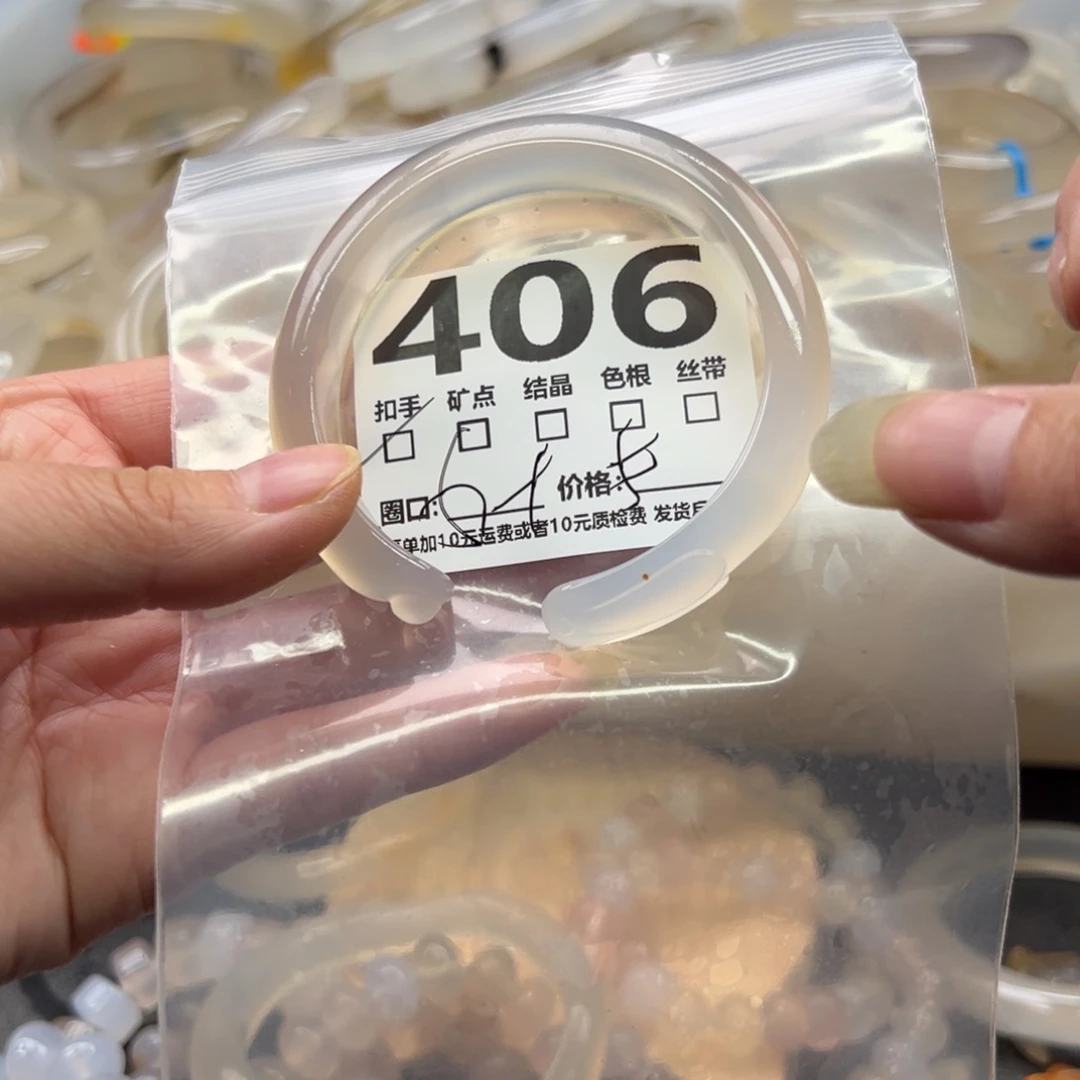 406
扣手 矿点 结晶 色根 丝带
□ □ □ □ □
圈口: 价格:
单加10元运费或者10元质检费 发货